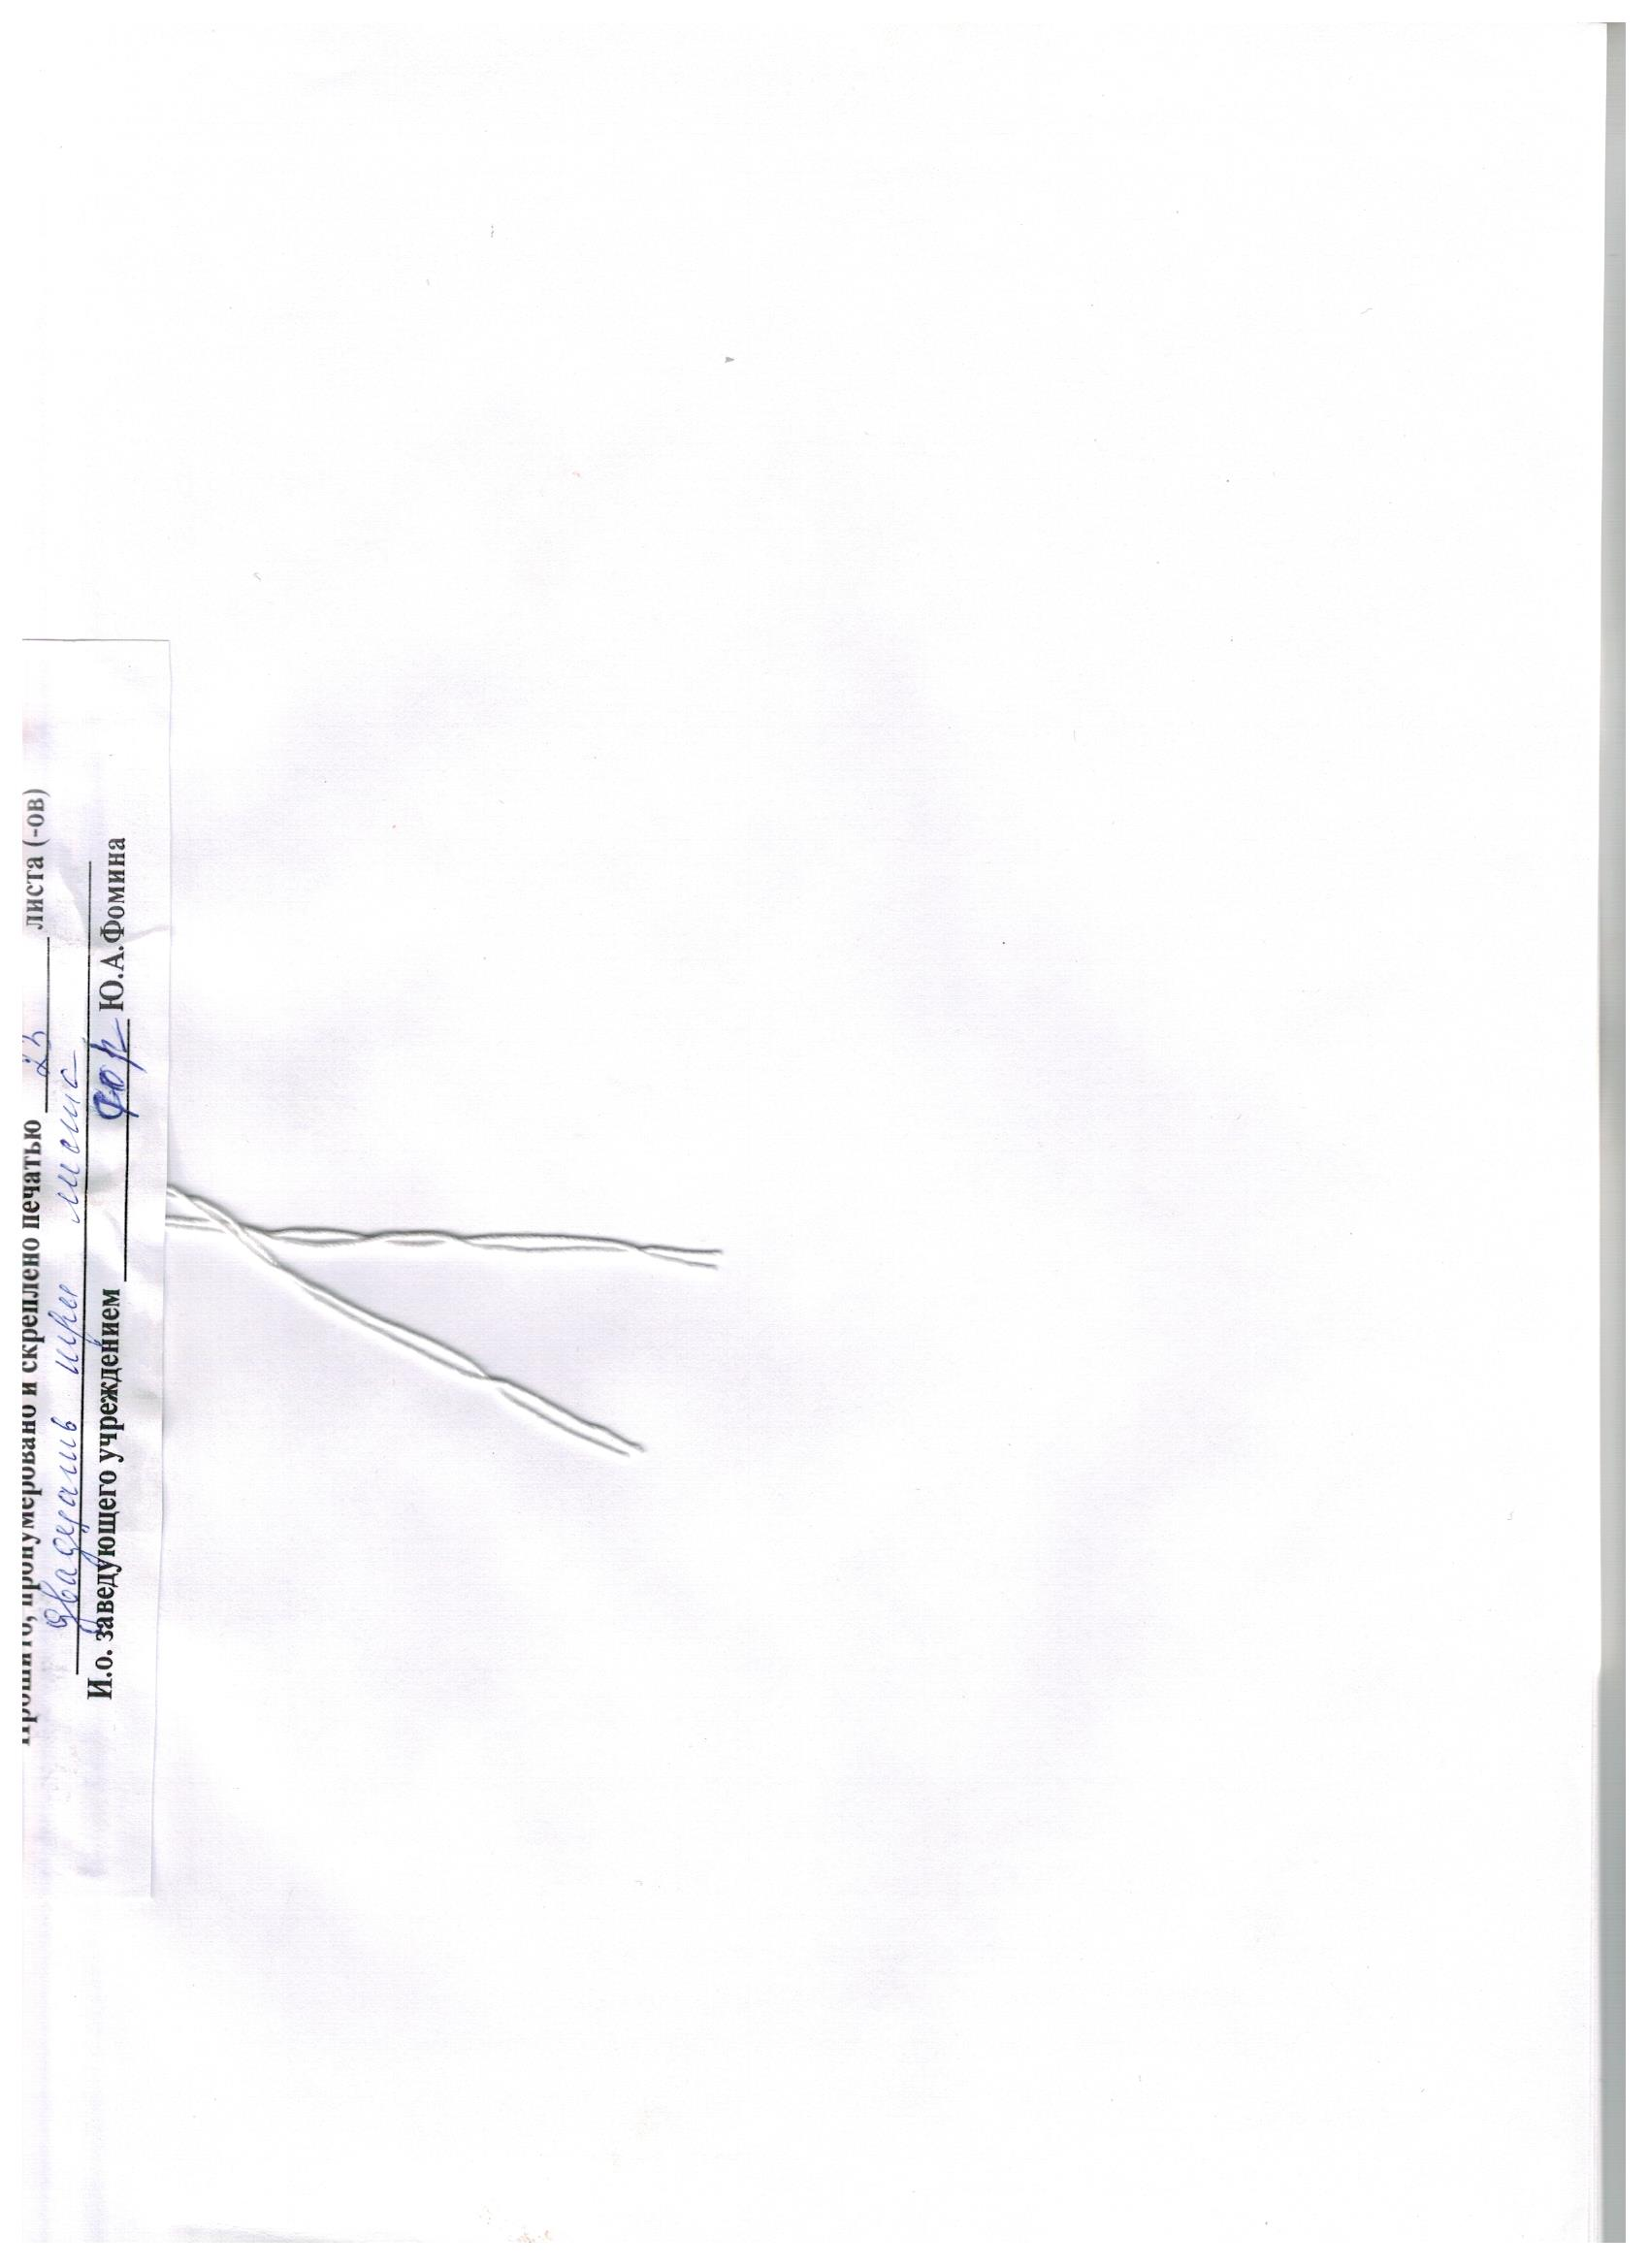 Прошито, пронумеровано и скреплено печатью 23 листа (-ов)
двадцать три листа
И.о. заведующего учреждением Ю.А.Фомина